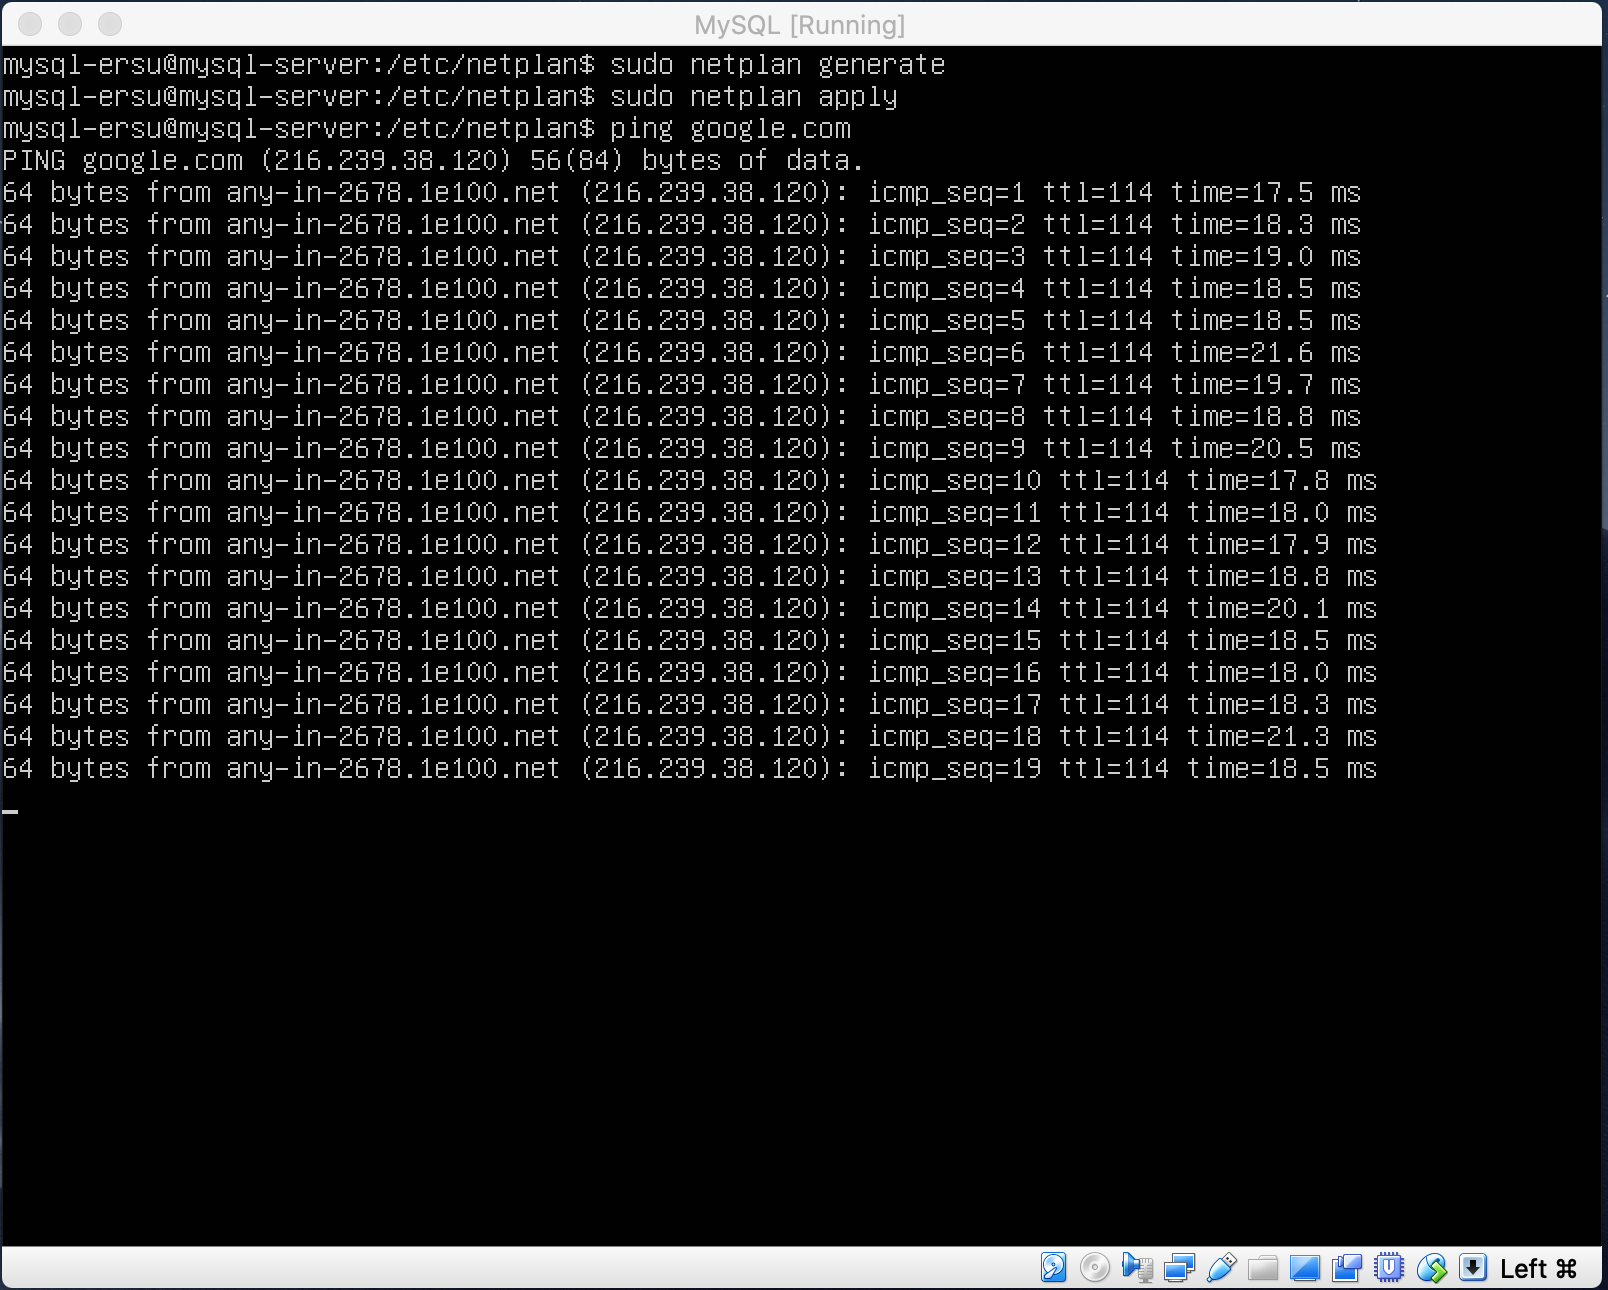 MySQL [Running]
mysql-ersu@mysql-server:/etc/netplan$ sudo netplan generate
mysql-ersu@mysql-server:/etc/netplan$ sudo netplan apply
mysql-ersu@mysql-server:/etc/netplan$ ping google.com
PING google.com (216.239.38.120) 56(84) bytes of data.
64 bytes from any-in-2678.1e100.net (216.239.38.120): icmp_seq=1 ttl=114 time=17.5 ms
64 bytes from any-in-2678.1e100.net (216.239.38.120): icmp_seq=2 ttl=114 time=18.3 ms
64 bytes from any-in-2678.1e100.net (216.239.38.120): icmp_seq=3 ttl=114 time=19.0 ms
64 bytes from any-in-2678.1e100.net (216.239.38.120): icmp_seq=4 ttl=114 time=18.5 ms
64 bytes from any-in-2678.1e100.net (216.239.38.120): icmp_seq=5 ttl=114 time=18.5 ms
64 bytes from any-in-2678.1e100.net (216.239.38.120): icmp_seq=6 ttl=114 time=21.6 ms
64 bytes from any-in-2678.1e100.net (216.239.38.120): icmp_seq=7 ttl=114 time=19.7 ms
64 bytes from any-in-2678.1e100.net (216.239.38.120): icmp_seq=8 ttl=114 time=18.8 ms
64 bytes from any-in-2678.1e100.net (216.239.38.120): icmp_seq=9 ttl=114 time=20.5 ms
64 bytes from any-in-2678.1e100.net (216.239.38.120): icmp_seq=10 ttl=114 time=17.8 ms
64 bytes from any-in-2678.1e100.net (216.239.38.120): icmp_seq=11 ttl=114 time=18.0 ms
64 bytes from any-in-2678.1e100.net (216.239.38.120): icmp_seq=12 ttl=114 time=17.9 ms
64 bytes from any-in-2678.1e100.net (216.239.38.120): icmp_seq=13 ttl=114 time=18.8 ms
64 bytes from any-in-2678.1e100.net (216.239.38.120): icmp_seq=14 ttl=114 time=20.1 ms
64 bytes from any-in-2678.1e100.net (216.239.38.120): icmp_seq=15 ttl=114 time=18.5 ms
64 bytes from any-in-2678.1e100.net (216.239.38.120): icmp_seq=16 ttl=114 time=18.0 ms
64 bytes from any-in-2678.1e100.net (216.239.38.120): icmp_seq=17 ttl=114 time=18.3 ms
64 bytes from any-in-2678.1e100.net (216.239.38.120): icmp_seq=18 ttl=114 time=21.3 ms
64 bytes from any-in-2678.1e100.net (216.239.38.120): icmp_seq=19 ttl=114 time=18.5 ms
Left ⌘